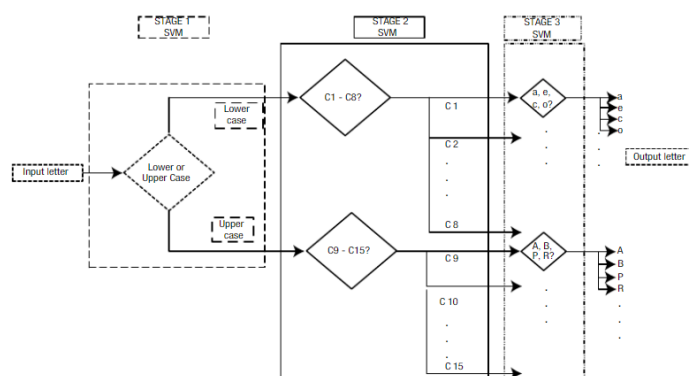 STAGE 1
SVM
STAGE 2
SVM
STAGE 3
SVM
Lower
case
C1 - C8?
a, e,
c, o?
a
e
c
o
C 1
C 2
Input letter
Lower or
Upper Case
Output letter
Upper
case
C9 - C15?
C 8
A, B,
P, R?
A
B
P
R
C 9
C 10
C 15